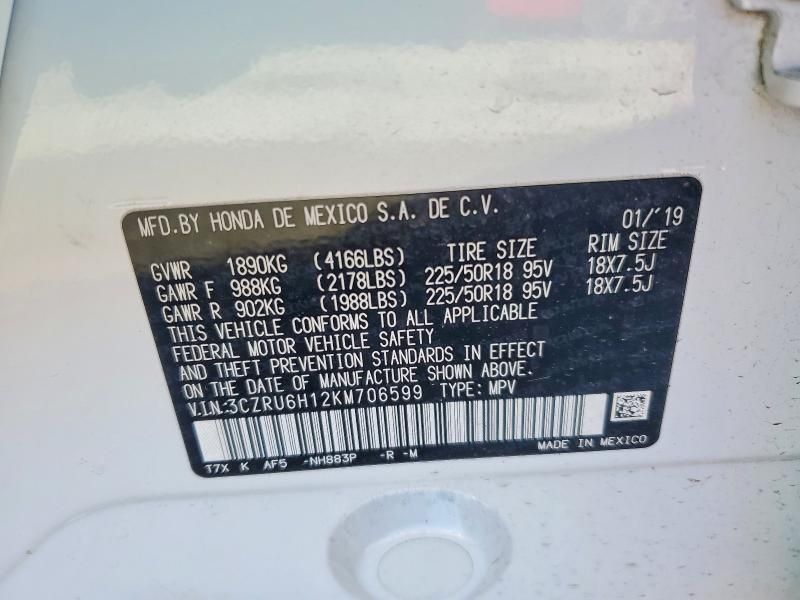 MFD.BY HONDA DE MEXICO S.A. DE C.V. 01/'19
GVWR 1890KG (4166LBS) TIRE SIZE RIM SIZE
GAWR F 988KG (2178LBS) 225/50R18 95V 18X7.5J
GAWR R 902KG (1988LBS) 225/50R18 95V 18X7.5J
THIS VEHICLE CONFORMS TO ALL APPLICABLE
FEDERAL MOTOR VEHICLE SAFETY
AND THEFT PREVENTION STANDARDS IN EFFECT
ON THE DATE OF MANUFACTURE SHOWN ABOVE.
V.I.N.:3CZRU6H12KM706599 TYPE: MPV
T7X K AF5 -NH883P -R -M MADE IN MEXICO